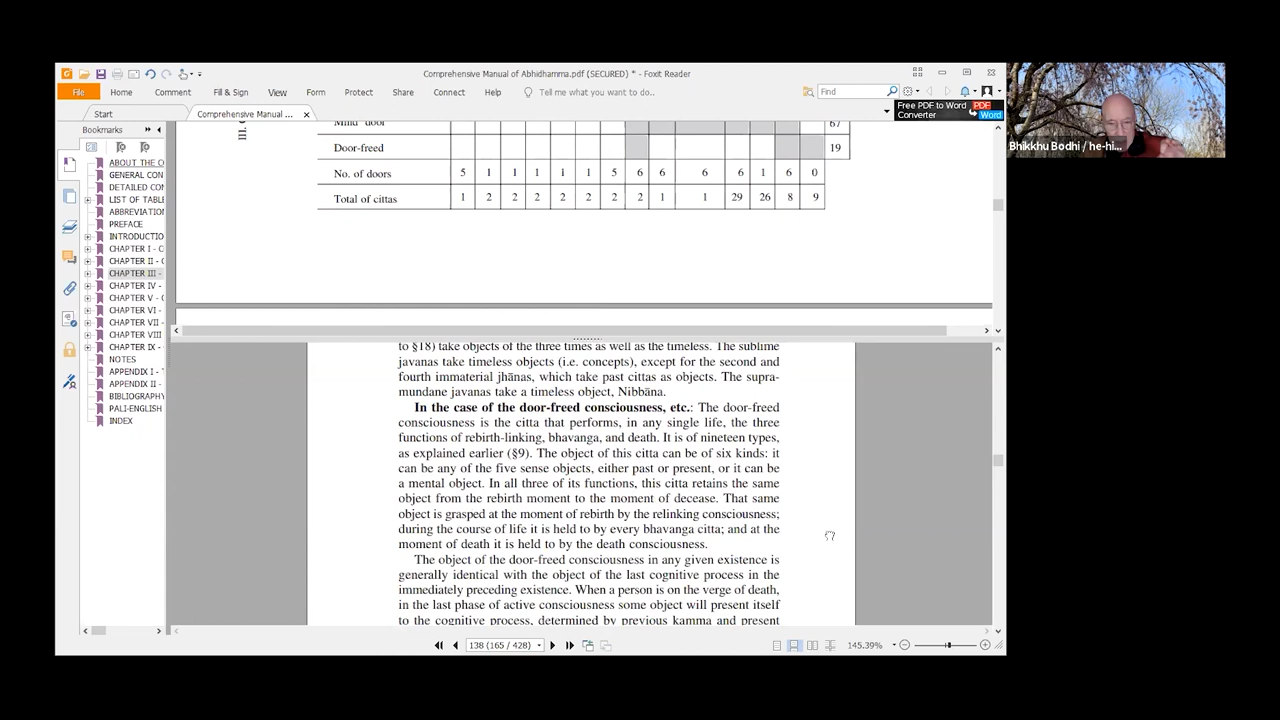 Comprehensive Manual of Abhidhamma.pdf (SECURED) * - Foxit Reader
File Home Comment Fill & Sign View Form Protect Share Connect Help Tell me what you want to do.. Find
Start Comprehensive Manual ... Free PDF to Word PDF
Converter Word
Bookmarks
ABOUT THE O
GENERAL CON
DETAILED CON
LIST OF TABLE
ABBREVIATION
PREFACE
INTRODUCTIO
CHAPTER I - C
CHAPTER II - C
CHAPTER III -
CHAPTER IV -
CHAPTER V - C
CHAPTER VI -
CHAPTER VII -
CHAPTER VIII
CHAPTER IX -
NOTES
APPENDIX I - T
APPENDIX II -
BIBLIOGRAPHY
PALI-ENGLISH
INDEX
Mind door 67
Door-freed 19
No. of doors 5 1 1 1 1 1 5 6 6 6 6 1 6 0
Total of cittas 1 2 2 2 2 2 2 2 1 1 29 26 8 9
to §18) take objects of the three times as well as the timeless. The sublime
javanas take timeless objects (i.e. concepts), except for the second and
fourth immaterial jhānas, which take past cittas as objects. The supra-
mundane javanas take a timeless object, Nibbāna.
In the case of the door-freed consciousness, etc.: The door-freed
consciousness is the citta that performs, in any single life, the three
functions of rebirth-linking, bhavanga, and death. It is of nineteen types,
as explained earlier (§9). The object of this citta can be of six kinds: it
can be any of the five sense objects, either past or present, or it can be
a mental object. In all three of its functions, this citta retains the same
object from the rebirth moment to the moment of decease. That same
object is grasped at the moment of rebirth by the relinking consciousness;
during the course of life it is held to by every bhavanga citta; and at the
moment of death it is held to by the death consciousness.
The object of the door-freed consciousness in any given existence is
generally identical with the object of the last cognitive process in the
immediately preceding existence. When a person is on the verge of death,
in the last phase of active consciousness some object will present itself
to the cognitive process, determined by previous kamma and present
138 (165 / 428) 145.39%
Bhikkhu Bodhi / he-hi...